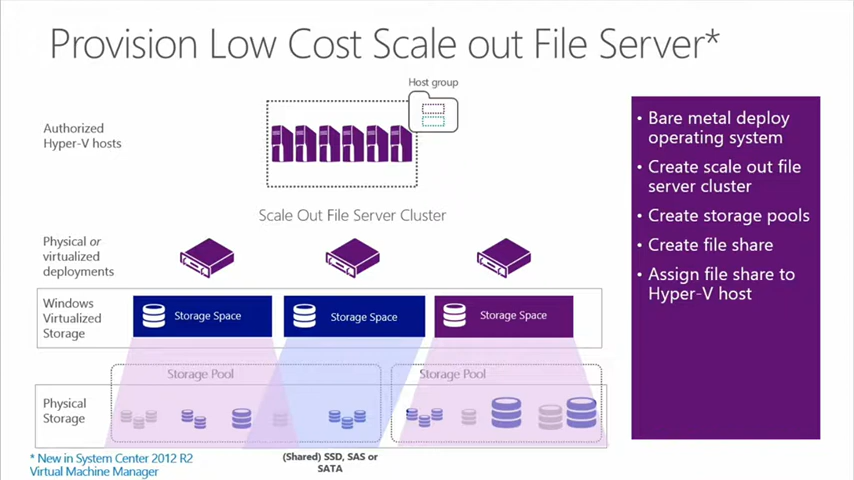 Provision Low Cost Scale out File Server*
Host group
Authorized
Hyper-V hosts
Scale Out File Server Cluster
Physical or
virtualized
deployments
Windows
Virtualized
Storage
Storage Space
Storage Space
Storage Space
Storage Pool
Storage Pool
Physical
Storage
(Shared) SSD, SAS or
SATA
* New in System Center 2012 R2
Virtual Machine Manager
• Bare metal deploy
operating system
• Create scale out file
server cluster
• Create storage pools
• Create file share
• Assign file share to
Hyper-V host